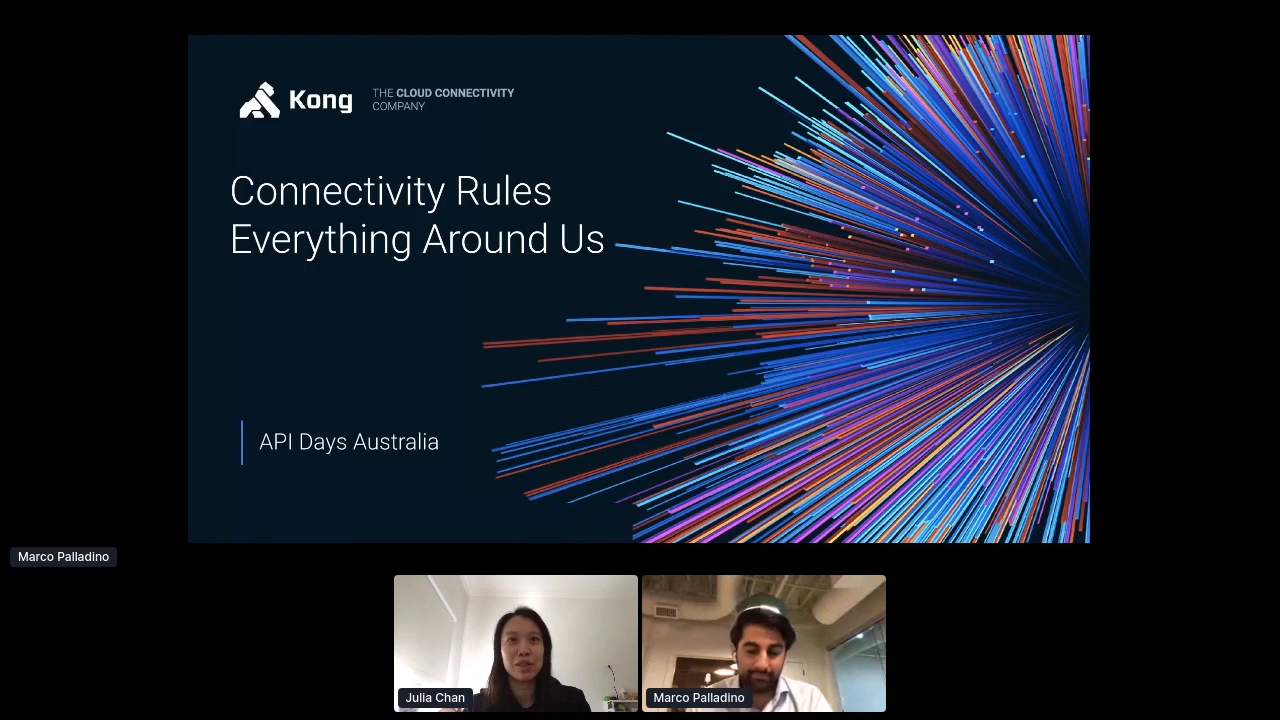 Kong
THE CLOUD CONNECTIVITY
COMPANY
Connectivity Rules
Everything Around Us
API Days Australia
Marco Palladino
Julia Chan
Marco Palladino